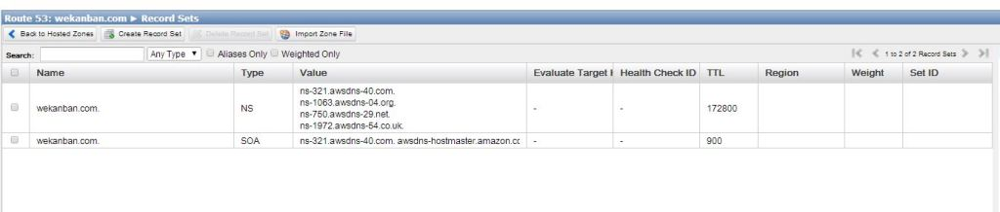 Route 53: wekanban.com ► Record Sets
Back to Hosted Zones Create Record Set Delete Record Set Import Zone File
Search: Any Type Aliases Only Weighted Only 1 to 2 of 2 Record Sets
Name Type Value Evaluate Target H Health Check ID TTL Region Weight Set ID
ns-321.awsdns-40.com.
ns-1063.awsdns-04.org.
wekanban.com. NS - - 172800
ns-750.awsdns-29.net.
ns-1972.awsdns-54.co.uk.
wekanban.com. SOA ns-321.awsdns-40.com. awsdns-hostmaster.amazon.cc - - 900